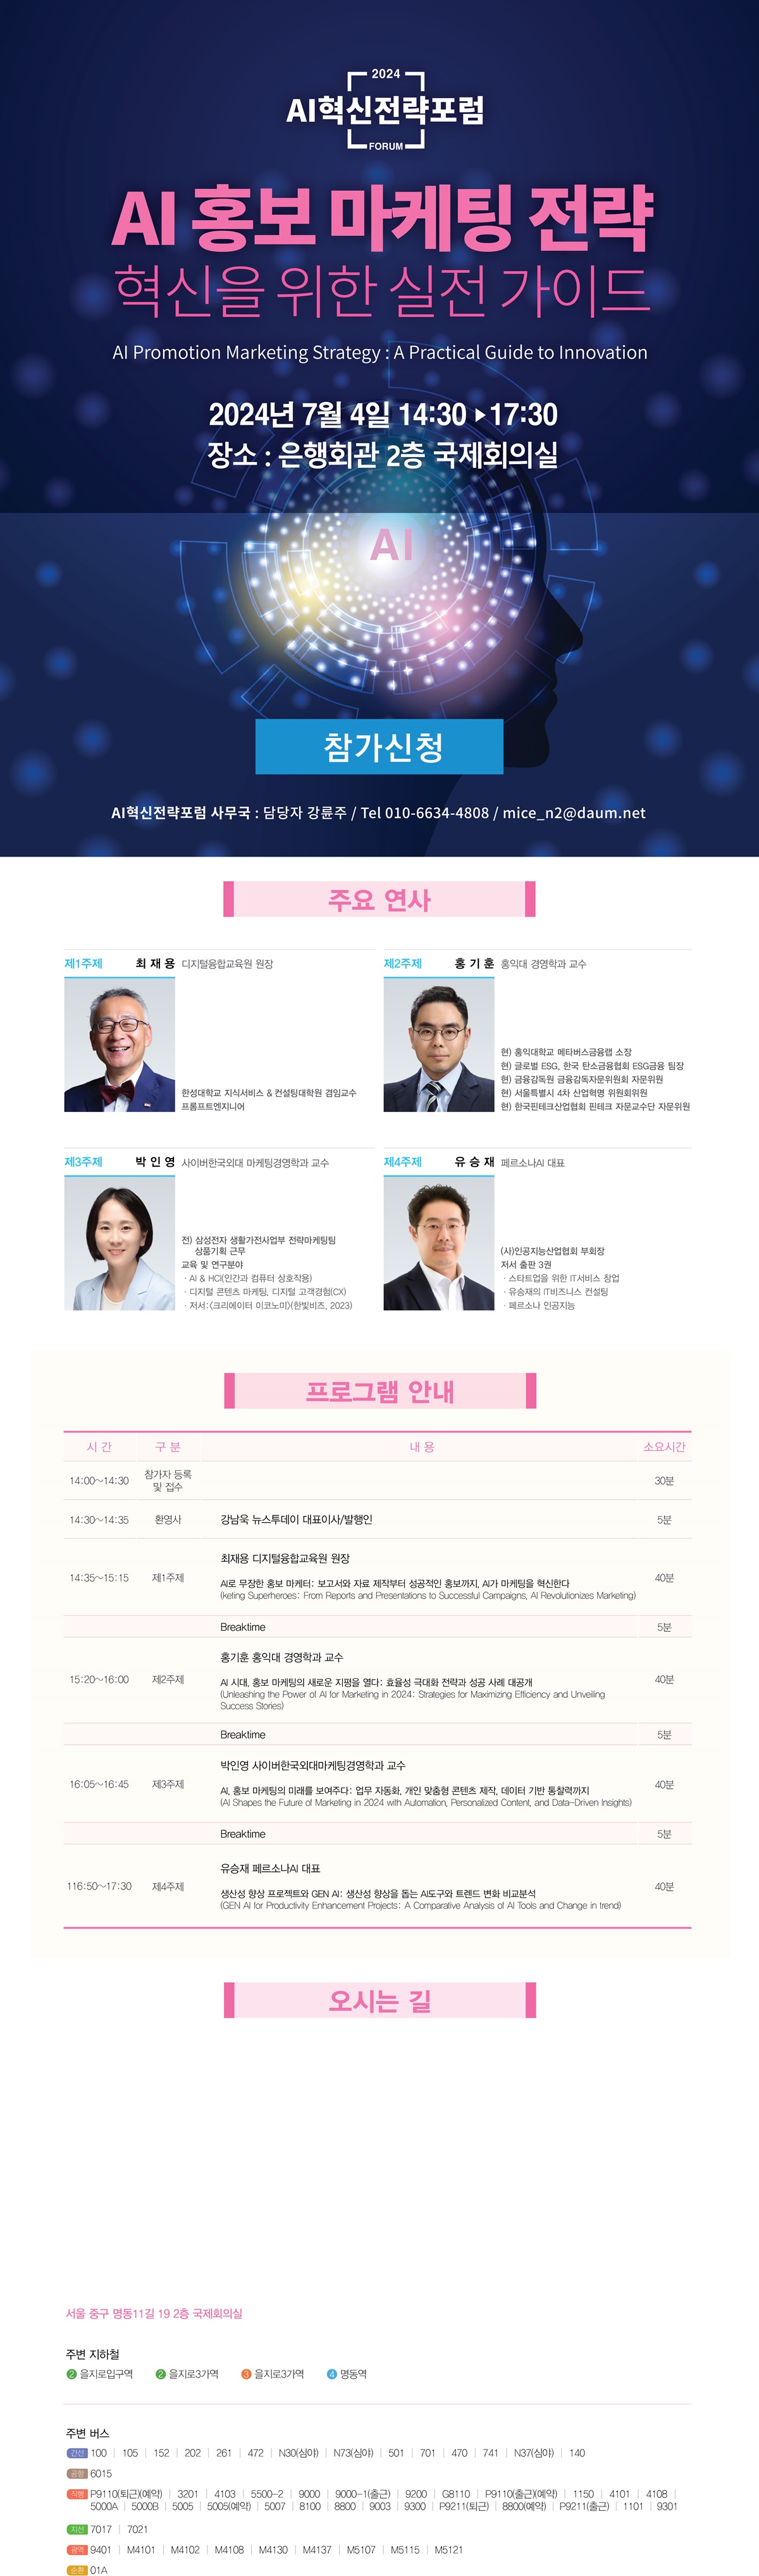 2024
AI혁신전략포럼
FORUM
AI 홍보 마케팅 전략
혁신을 위한 실전 가이드
AI Promotion Marketing Strategy : A Practical Guide to Innovation
2024년 7월 4일 14:30 ▶17:30
장소 : 은행회관 2층 국제회의실
AI
참가신청
AI혁신전략포럼 사무국 : 담당자 강륜주 / Tel 010-6634-4808 / mice_n2@daum.net
주요 연사
제1주제 최 재 용 디지털융합교육원 원장
한성대학교 지식서비스 & 컨설팅대학원 겸임교수
프롬프트엔지니어
제2주제 홍 기 훈 홍익대 경영학과 교수
현) 홍익대학교 메타버스금융랩 소장
현) 글로벌 ESG, 한국 탄소금융협회 ESG금융 팀장
현) 금융감독원 금융감독자문위원회 자문위원
현) 서울특별시 4차 산업혁명 위원회위원
현) 한국핀테크산업협회 핀테크 자문교수단 자문위원
제3주제 박 인 영 사이버한국외대 마케팅경영학과 교수
전) 삼성전자 생활가전사업부 전략마케팅팀
상품기획 근무
교육 및 연구분야
· AI & HCI(인간과 컴퓨터 상호작용)
· 디지털 콘텐츠 마케팅, 디지털 고객경험(CX)
· 저서:〈크리에이터 이코노미〉(한빛비즈, 2023)
제4주제 유 승 재 페르소나AI 대표
(사)인공지능산업협회 부회장
저서 출판 3권
· 스타트업을 위한 IT서비스 창업
· 유승재의 IT비즈니스 컨설팅
· 페르소나 인공지능
프로그램 안내
시 간 구 분 내 용 소요시간
14:00~14:30 참가자 등록 및 접수 30분
14:30~14:35 환영사 강남욱 뉴스투데이 대표이사/발행인 5분
최재용 디지털융합교육원 원장
14:35~15:15 제1주제 40분
AI로 무장한 홍보 마케터: 보고서와 자료 제작부터 성공적인 홍보까지, AI가 마케팅을 혁신한다
(keting Superheroes: From Reports and Presentations to Successful Campaigns, AI Revolutionizes Marketing)
Breaktime 5분
홍기훈 홍익대 경영학과 교수
15:20~16:00 제2주제 40분
AI 시대, 홍보 마케팅의 새로운 지평을 열다: 효율성 극대화 전략과 성공 사례 대공개
(Unleashing the Power of AI for Marketing in 2024: Strategies for Maximizing Efficiency and Unveiling
Success Stories)
Breaktime 5분
박인영 사이버한국외대마케팅경영학과 교수
16:05~16:45 제3주제 40분
AI, 홍보 마케팅의 미래를 보여주다: 업무 자동화, 개인 맞춤형 콘텐츠 제작, 데이터 기반 통찰력까지
(AI Shapes the Future of Marketing in 2024 with Automation, Personalized Content, and Data-Driven Insights)
Breaktime 5분
유승재 페르소나AI 대표
116:50~17:30 제4주제 40분
생산성 향상 프로젝트와 GEN AI: 생산성 향상을 돕는 AI도구와 트렌드 변화 비교분석
(GEN AI for Productivity Enhancement Projects: A Comparative Analysis of AI Tools and Change in trend)
오시는 길
서울 중구 명동11길 19 2층 국제회의실
주변 지하철
2 을지로입구역 2 을지로3가역 3 을지로3가역 4 명동역
주변 버스
간선 100 | 105 | 152 | 202 | 261 | 472 | N30(심야) | N73(심야) | 501 | 701 | 470 | 741 | N37(심야) | 140
공항 6015
직행 P9110(퇴근)(예약) | 3201 | 4103 | 5500-2 | 9000 | 9000-1(출근) | 9200 | G8110 | P9110(출근)(예약) | 1150 | 4101 | 4108 |
5000A | 5000B | 5005 | 5005(예약) | 5007 | 8100 | 8800 | 9003 | 9300 | P9211(퇴근) | 8800(예약) | P9211(출근) | 1101 | 9301
지선 7017 | 7021
광역 9401 | M4101 | M4102 | M4108 | M4130 | M4137 | M5107 | M5115 | M5121
순환 01A